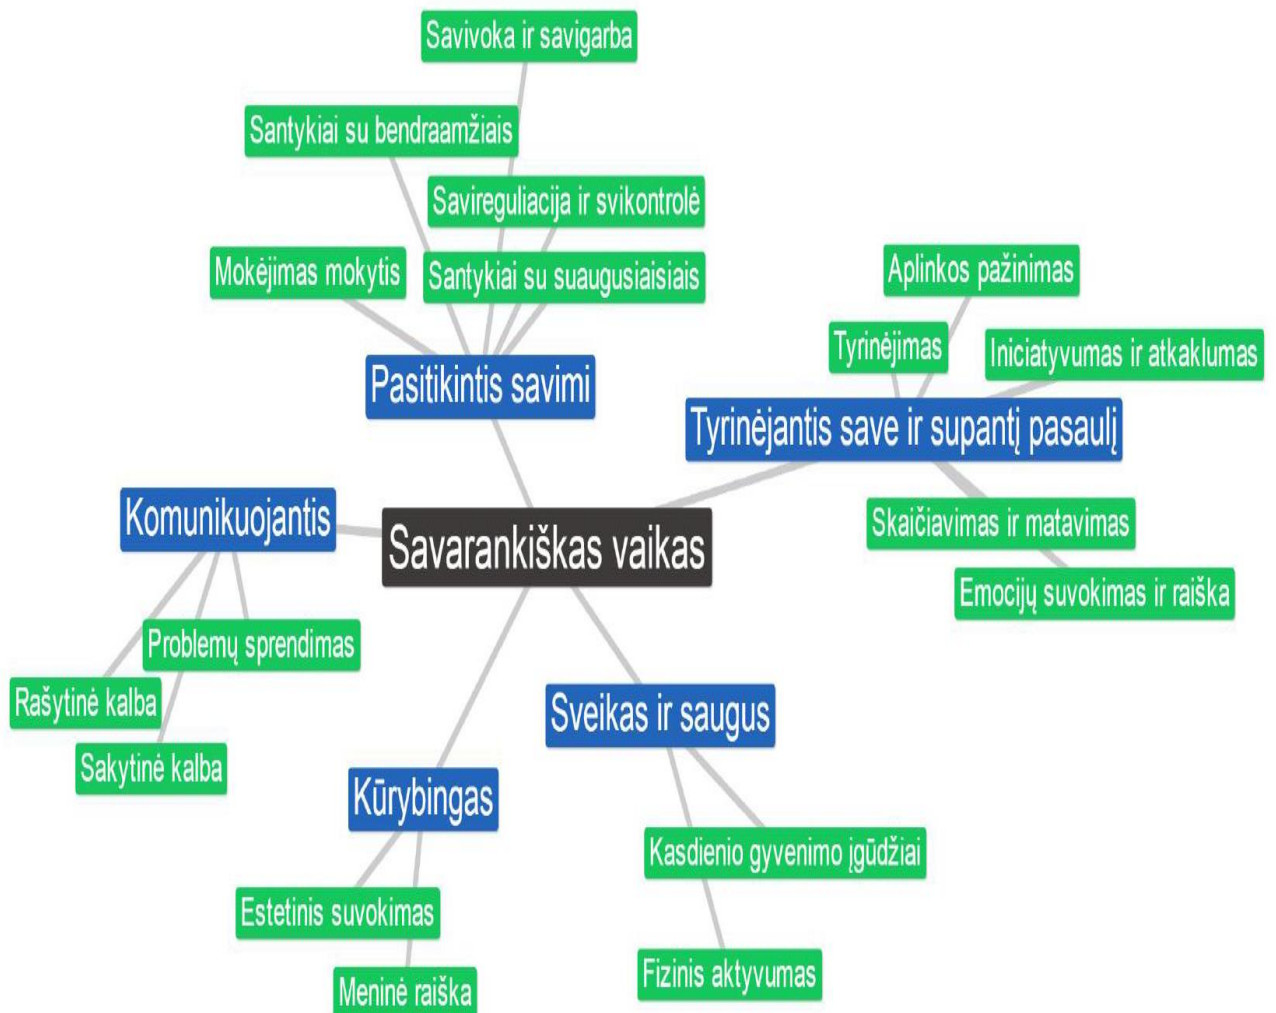 Savivoka ir savigarba
Santykiai su bendraamžiais
Savireguliacija ir svikontrolė
Mokėjimas mokytis
Santykiai su suaugusiaisiais
Pasitikintis savimi
Aplinkos pažinimas
Tyrinėjimas
Iniciatyvumas ir atkaklumas
Tyrinėjantis save ir supantį pasaulį
Skaičiavimas ir matavimas
Emocijų suvokimas ir raiška
Komunikuojantis
Savarankiškas vaikas
Problemų sprendimas
Rašytinė kalba
Sakytinė kalba
Sveikas ir saugus
Kūrybingas
Kasdienio gyvenimo įgūdžiai
Estetinis suvokimas
Fizinis aktyvumas
Meninė raiška